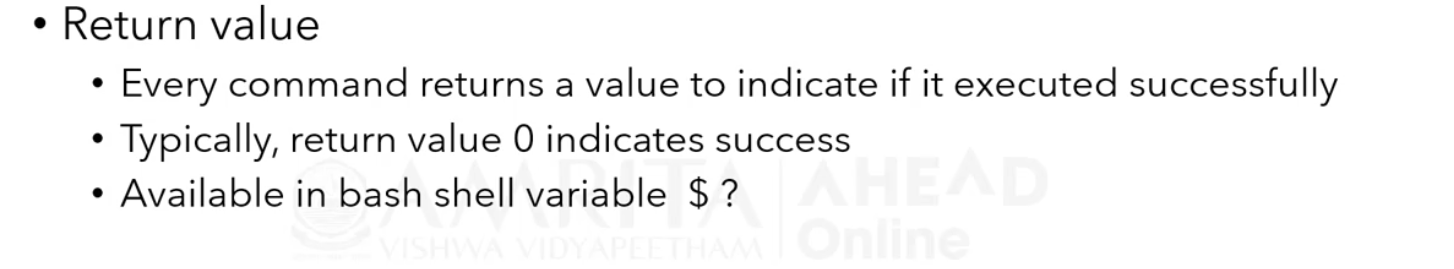 • Return value
• Every command returns a value to indicate if it executed successfully
• Typically, return value 0 indicates success
• Available in bash shell variable $ ?
AMRITA AHEAD
VISHWA VIDYAPEETHAM Online